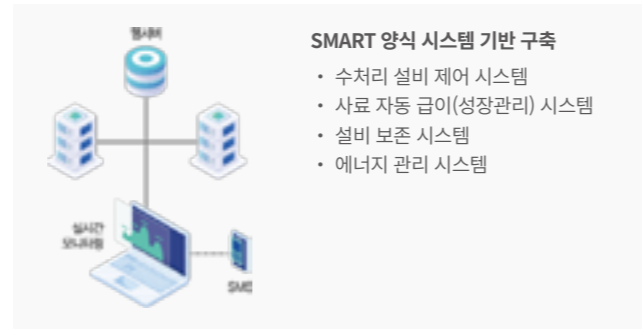 웹서버
SMART 양식 시스템 기반 구축
• 수처리 설비 제어 시스템
• 사료 자동 급이(성장관리) 시스템
• 설비 보존 시스템
• 에너지 관리 시스템
실시간
모니터링